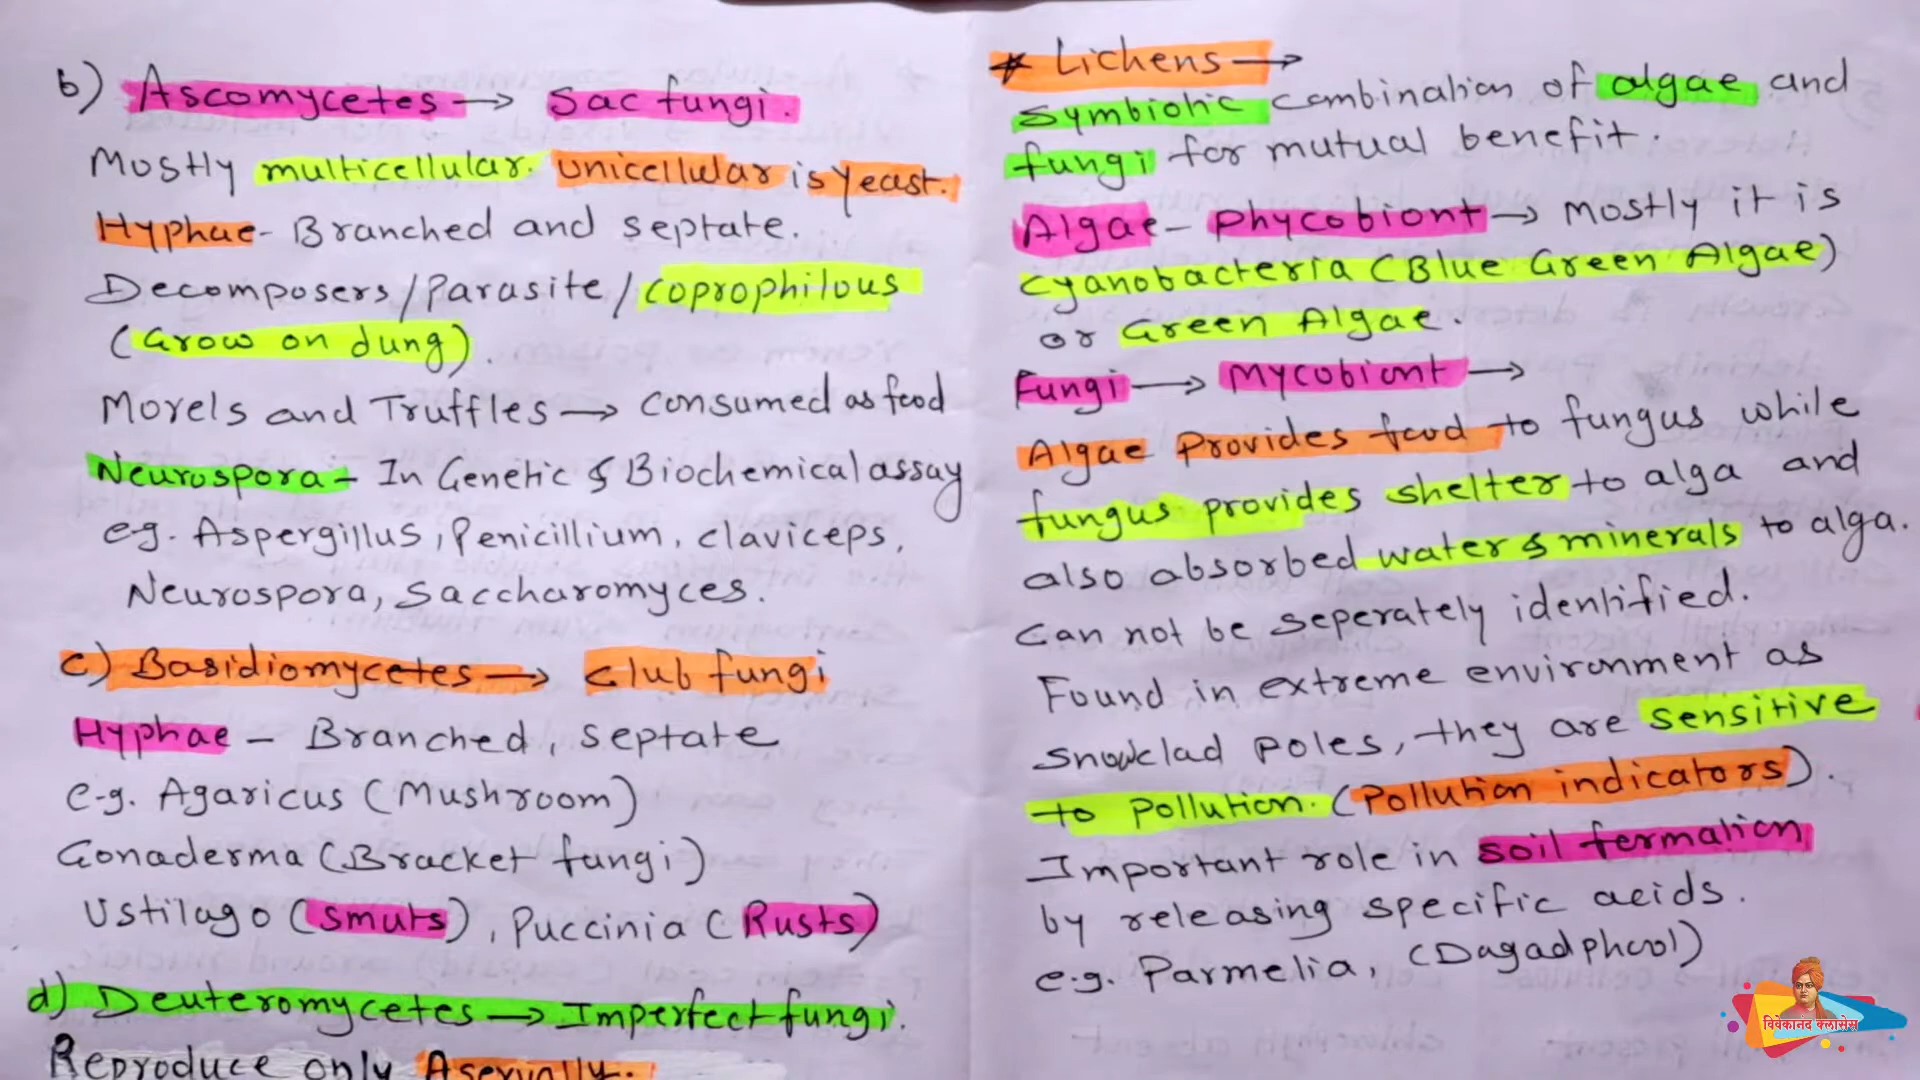 b) Ascomycetes → Sac fungi.
Mostly multicellular. Unicellular is yeast.
Hyphae - Branched and septate.
Decomposers/Parasite/coprophilous
(Grow on dung).
Morels and Truffles → consumed as food
Neurospora - In Genetic & Biochemical assay
e.g. Aspergillus, Penicillium, claviceps,
Neurospora, Saccharomyces.
c) Basidiomycetes → Club fungi
Hyphae - Branched, septate
e.g. Agaricus (Mushroom)
Gonaderma (Bracket fungi)
Ustilago (smuts), Puccinia (Rusts)
d) Deuteromycetes → Imperfect fungi.
Reproduce only Asexually.
* Lichens →
Symbiotic combination of algae and
fungi for mutual benefit.
Algae - Phycobiont → Mostly it is
cyanobacteria (Blue Green Algae)
or Green Algae.
Fungi → Mycobiont →
Algae Provides food to fungus while
fungus provides shelter to alga and
also absorbed water & minerals to alga.
can not be seperately identified.
Found in extreme environment as
snowclad poles, they are sensitive
to pollution. (Pollution indicators).
Important role in soil formation
by releasing specific acids.
e.g. Parmelia, (Dagadphool)
विवेकानंद क्लासेस